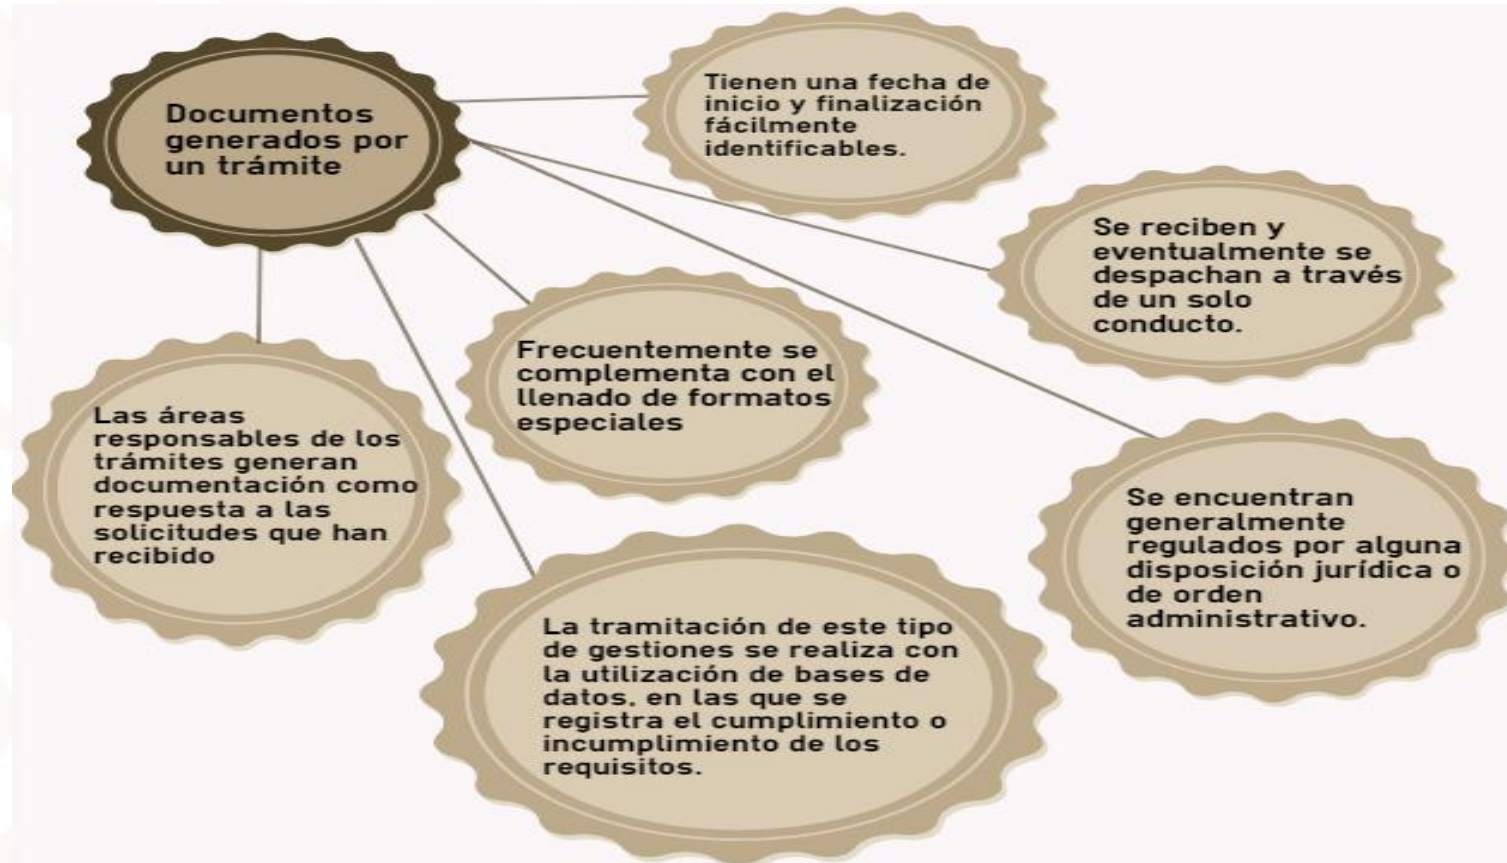 Documentos
generados por
un trámite
Tienen una fecha de
inicio y finalización
fácilmente
identificables.
Se reciben y
eventualmente se
despachan a través
de un solo
conducto.
Frecuentemente se
complementa con el
llenado de formatos
especiales
Las áreas
responsables de los
trámites generan
documentación como
respuesta a las
solicitudes que han
recibido
Se encuentran
generalmente
regulados por alguna
disposición jurídica o
de orden
administrativo.
La tramitación de este tipo
de gestiones se realiza con
la utilización de bases de
datos, en las que se
registra el cumplimiento o
incumplimiento de los
requisitos.